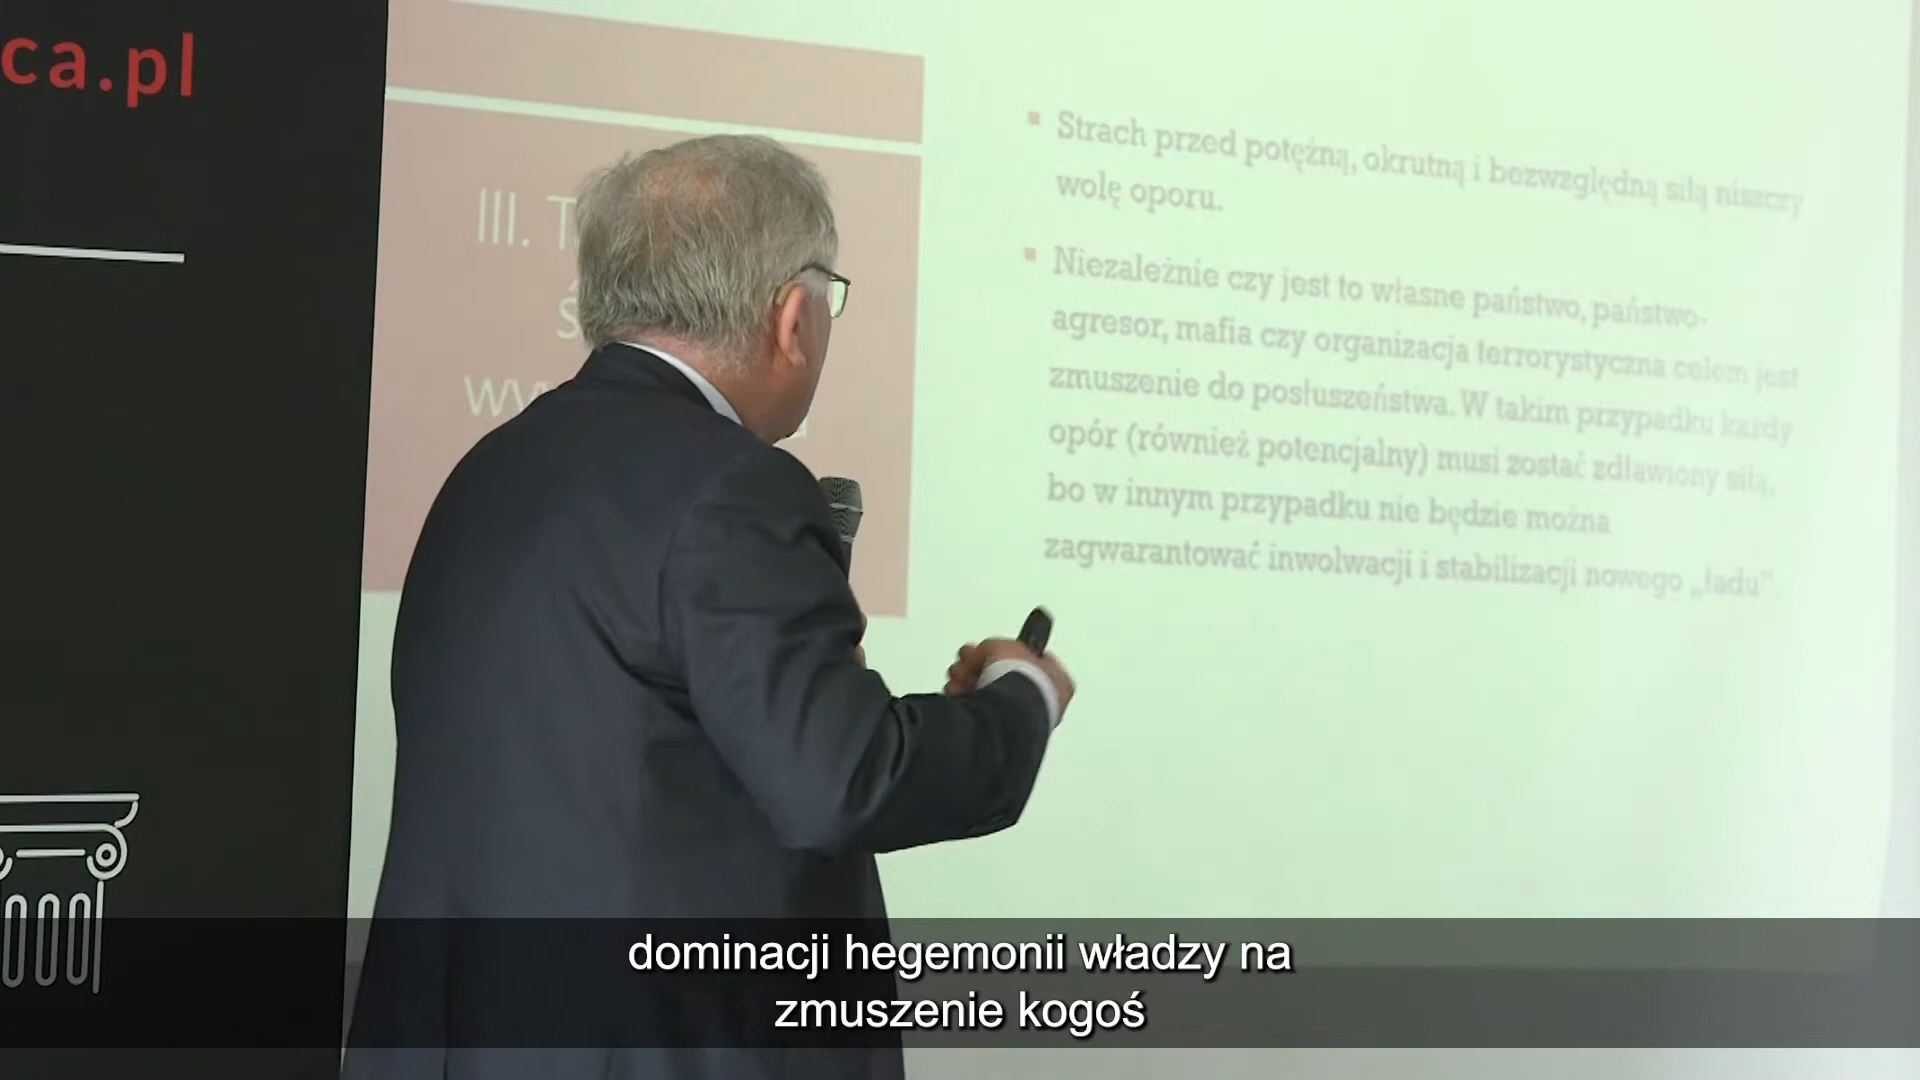 ca.pl
III. T
ś
wy
Strach przed potężną, okrutną i bezwzględną siłą niszczy
wolę oporu.
Niezależnie czy jest to własne państwo, państwo-
agresor, mafia czy organizacja terrorystyczna celem jest
zmuszenie do posłuszeństwa. W takim przypadku każdy
opór (również potencjalny) musi zostać zdławiony siłą,
bo w innym przypadku nie będzie można
zagwarantować inwolwacji i stabilizacji nowego „ładu”.
dominacji hegemonii władzy na
zmuszenie kogoś